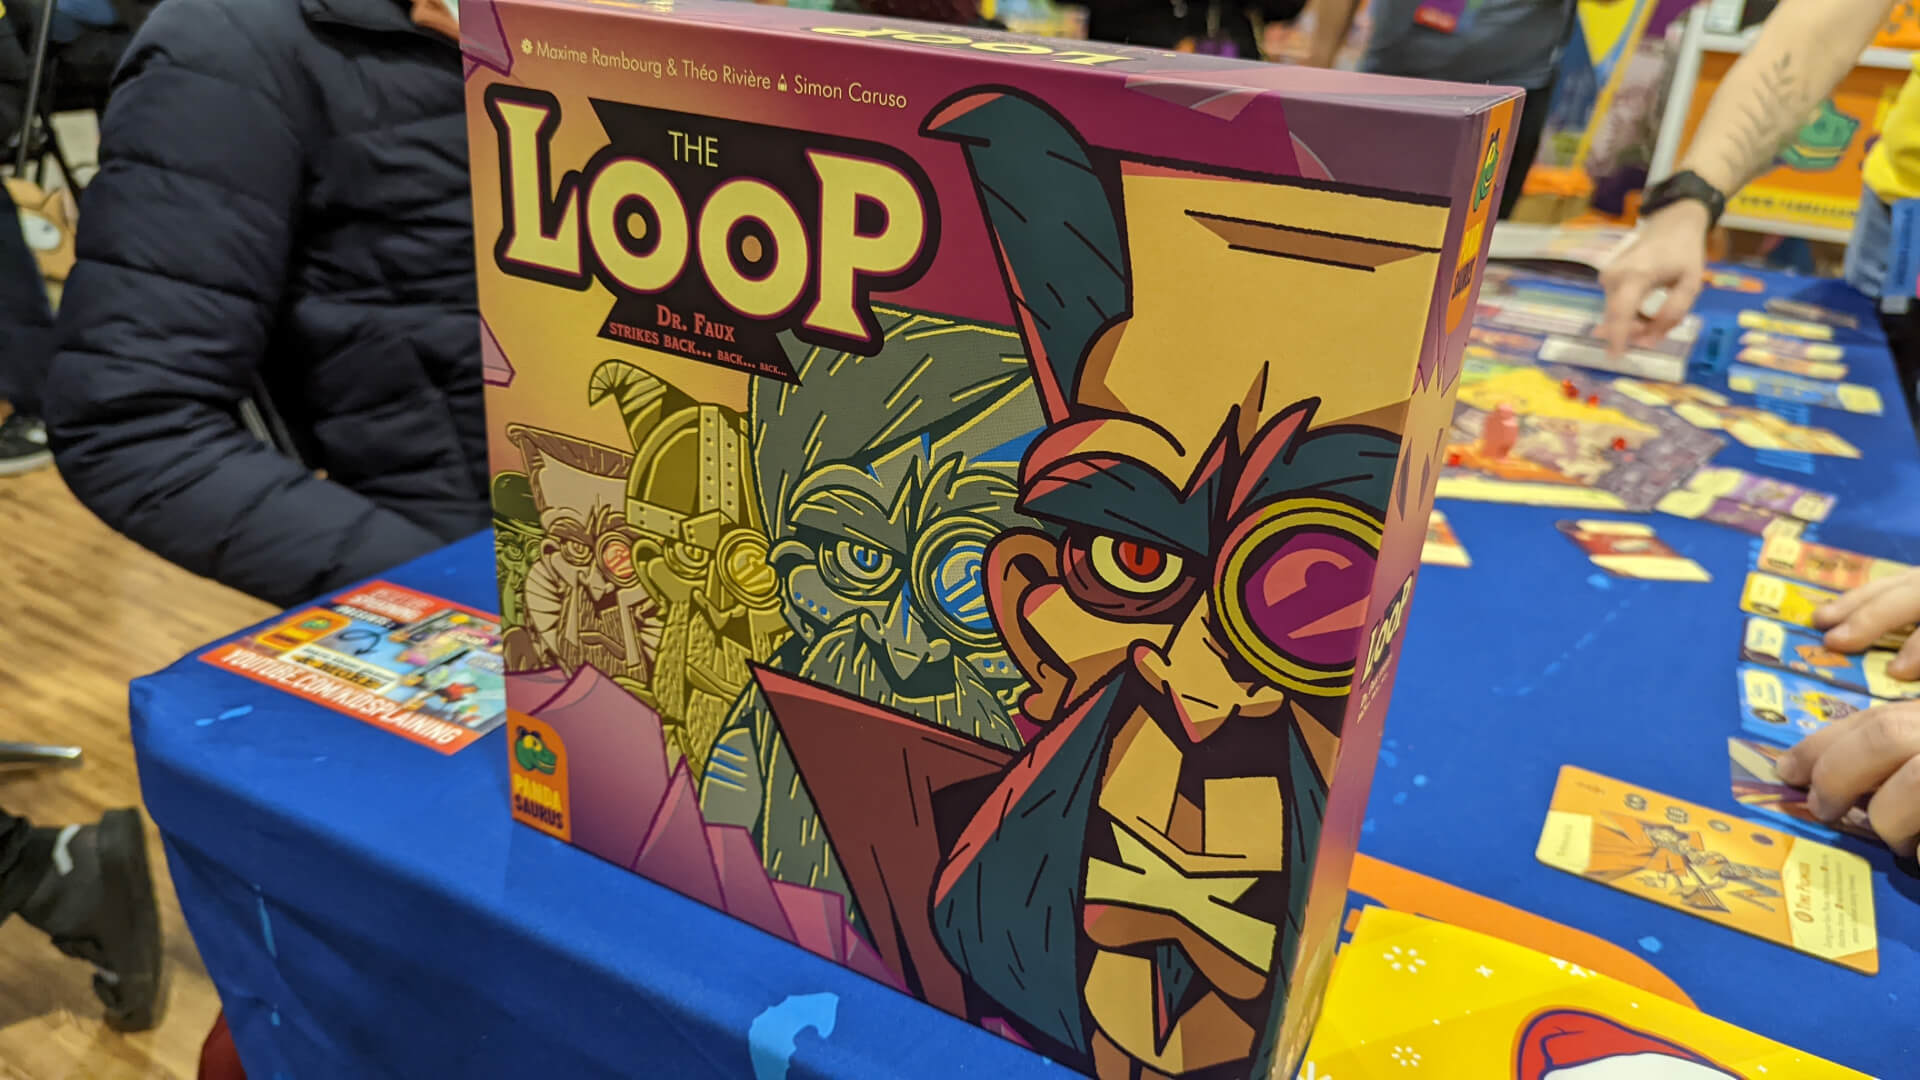 Maxime Rambourg & Théo Rivière Simon Caruso
THE
LOOP
DR. FAUX
STRIKES BACK... BACK... BACK...
PANDA
SAURUS
LOOP
LOOP
YOUTUBE.COM/KIDSPLAINING